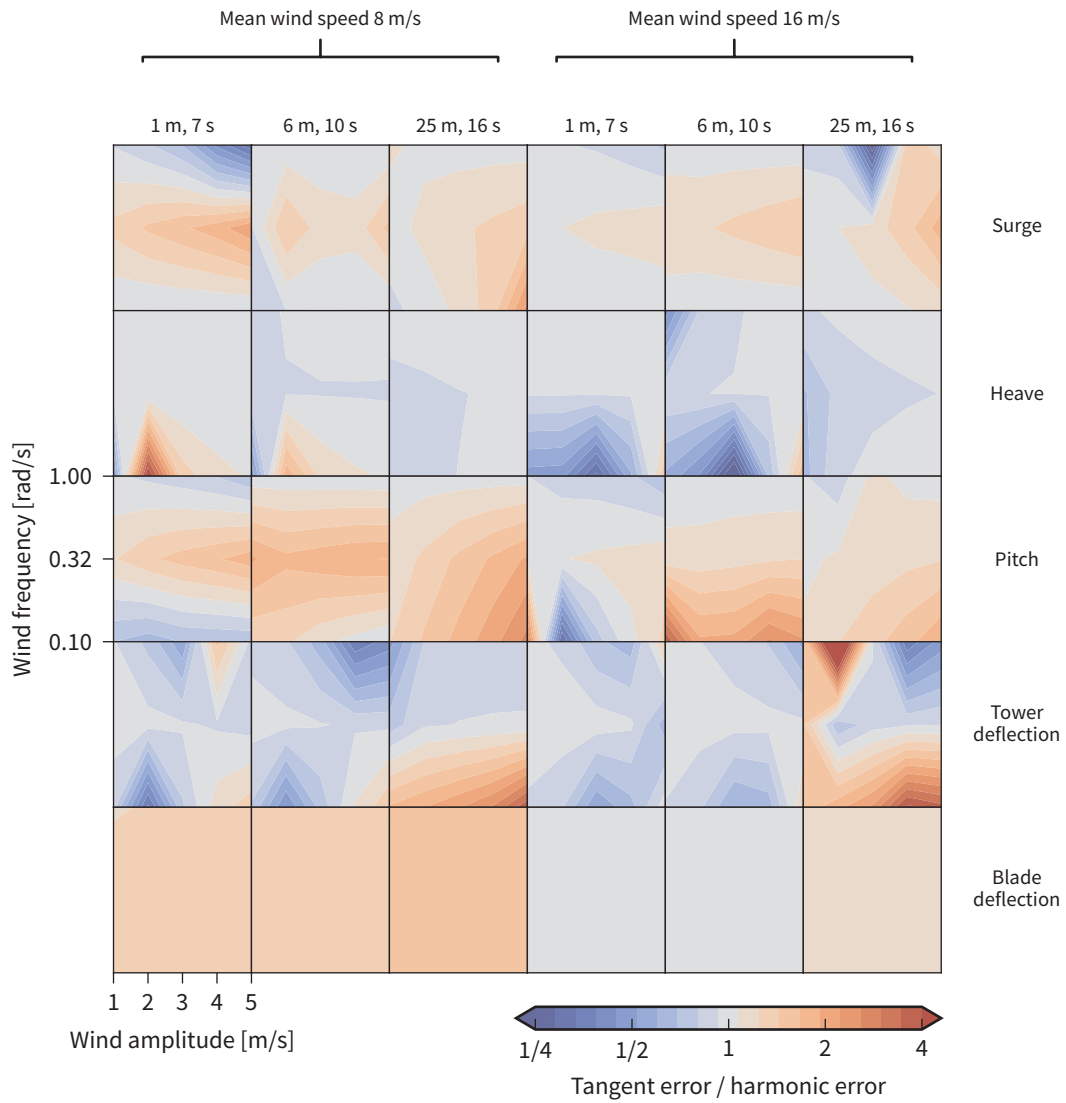 Mean wind speed 8 m/s
Mean wind speed 16 m/s
1 m, 7 s
6 m, 10 s
25 m, 16 s
1 m, 7 s
6 m, 10 s
25 m, 16 s
Surge
Heave
Pitch
Tower
deflection
Blade
deflection
Wind frequency [rad/s]
1.00
0.32
0.10
1
2
3
4
5
Wind amplitude [m/s]
1/4
1/2
1
2
4
Tangent error / harmonic error